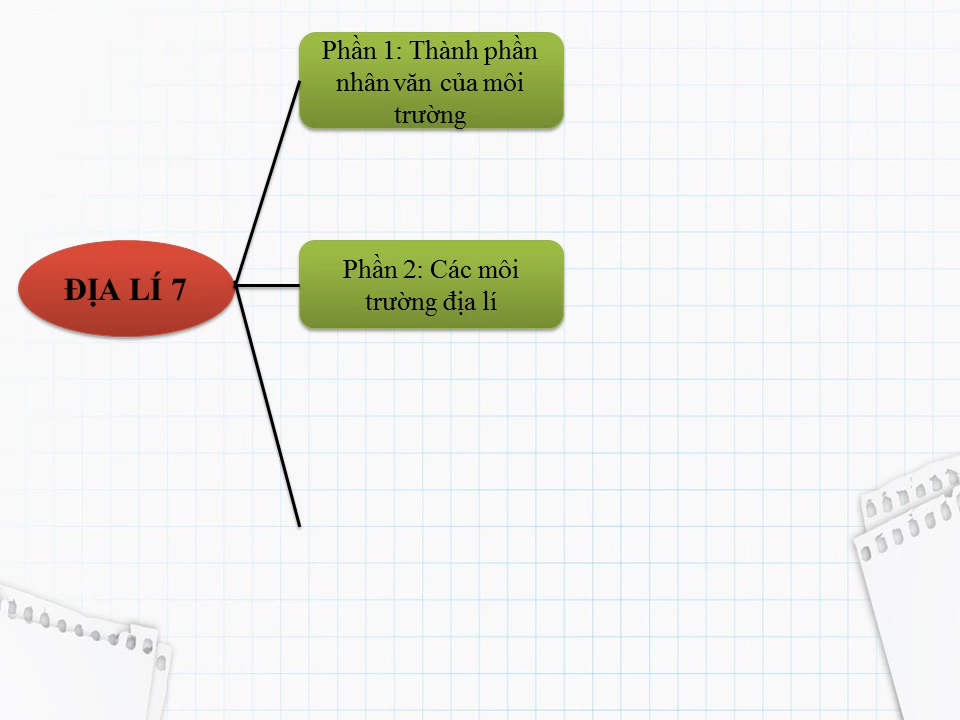 Phần 1: Thành phần
nhân văn của môi
trường
ĐỊA LÍ 7
Phần 2: Các môi
trường địa lí